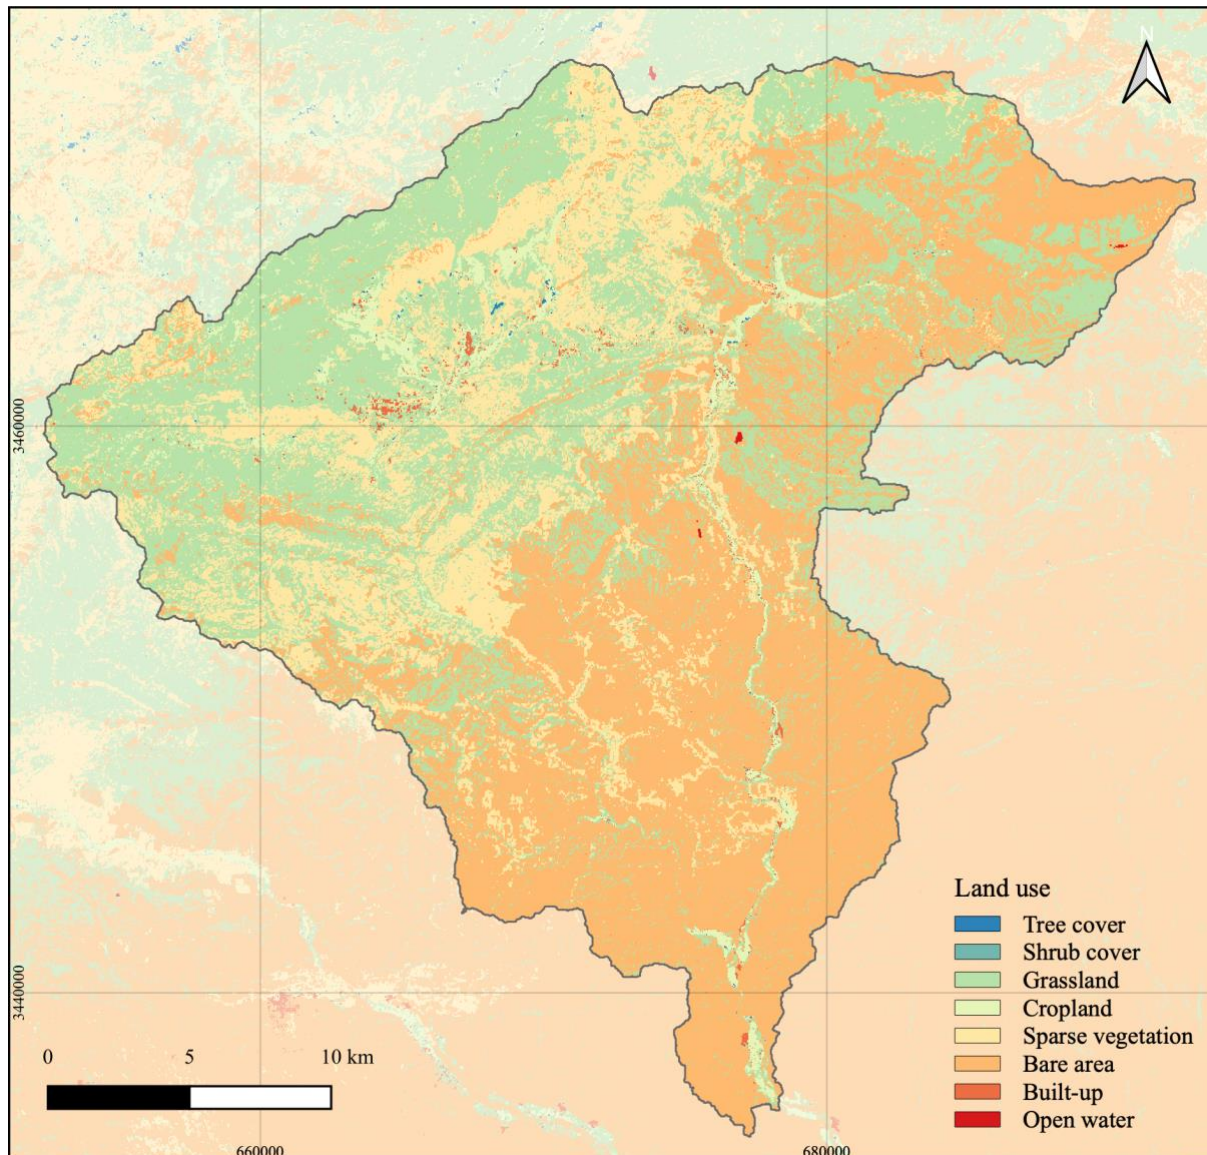 N
3460000
Land use
Tree cover
Shrub cover
Grassland
Cropland
Sparse vegetation
Bare area
Built-up
Open water
3440000
0 5 10 km
660000 680000